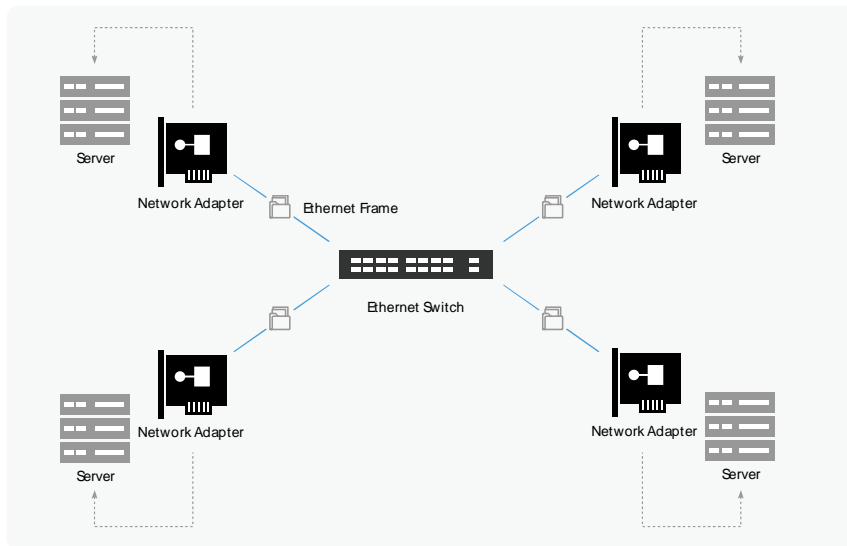 Server
Server
Network Adapter
Network Adapter
Ethernet Frame
Ethernet Switch
Network Adapter
Network Adapter
Server
Server